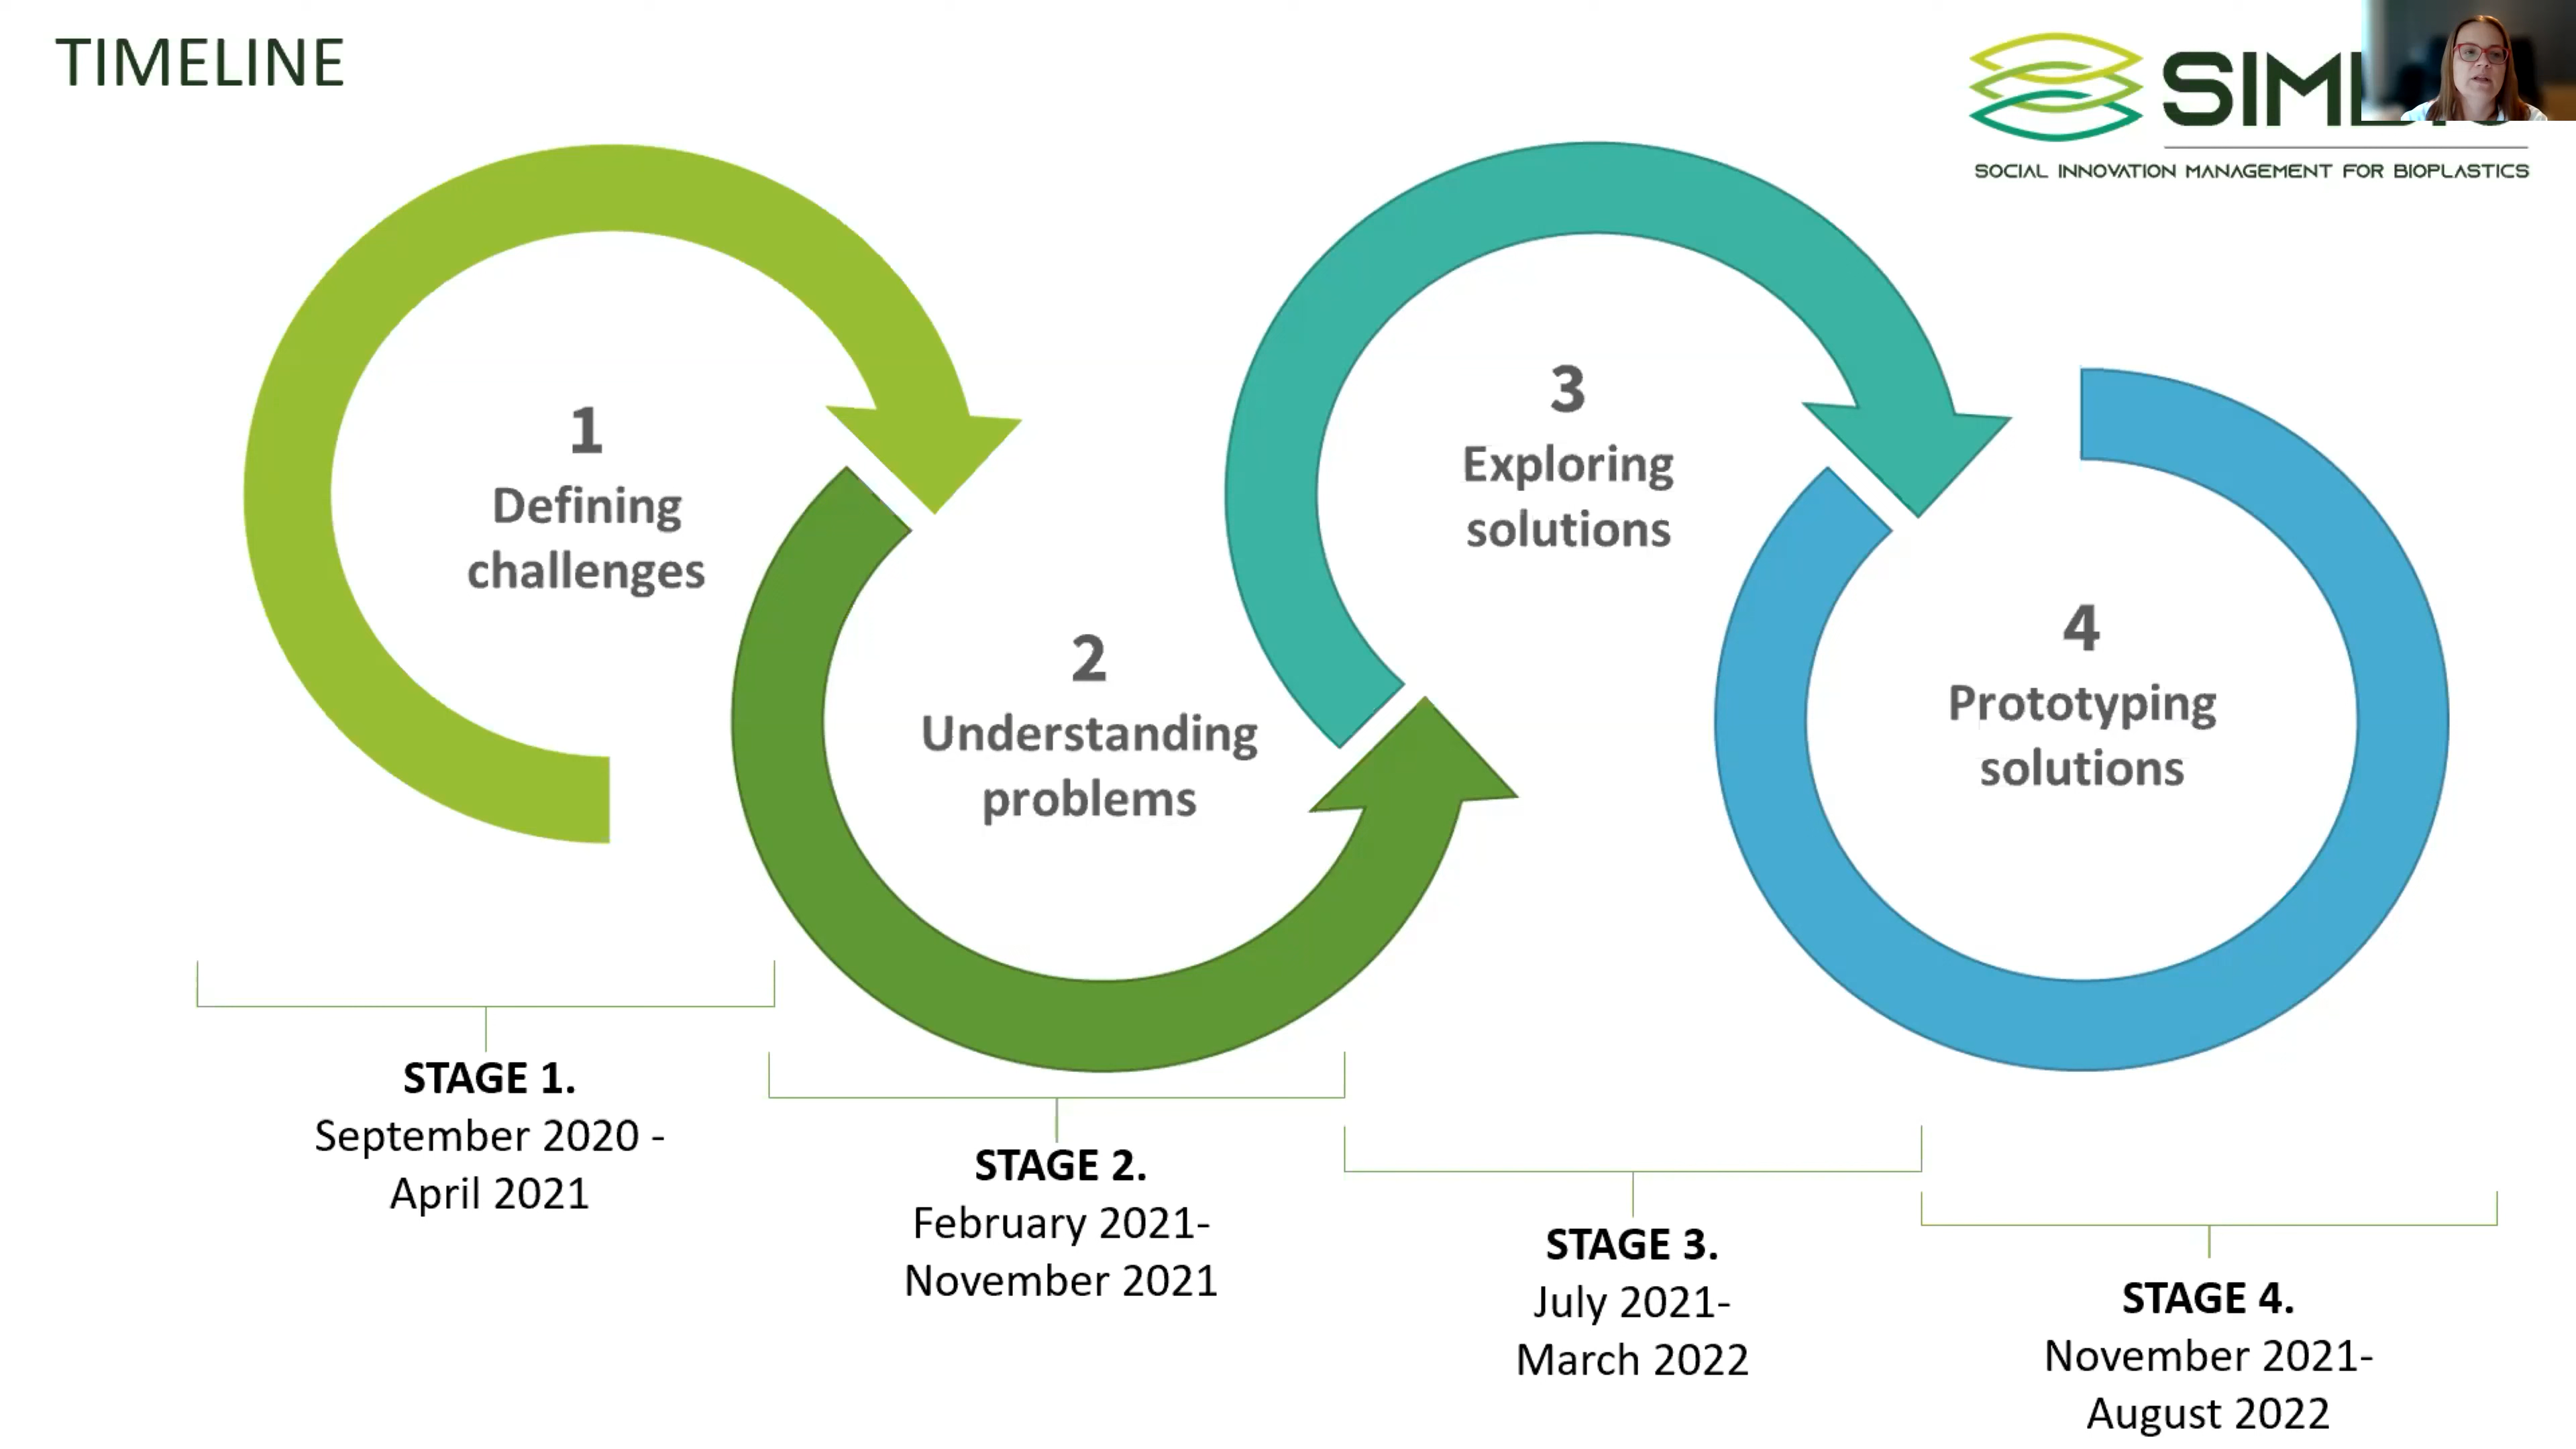 TIMELINE
SOCIAL INNOVATION MANAGEMENT FOR BIOPLASTICS
1
Defining
challenges
2
Understanding
problems
3
Exploring
solutions
4
Prototyping
solutions
STAGE 1.
September 2020 -
April 2021
STAGE 2.
February 2021-
November 2021
STAGE 3.
July 2021-
March 2022
STAGE 4.
November 2021-
August 2022